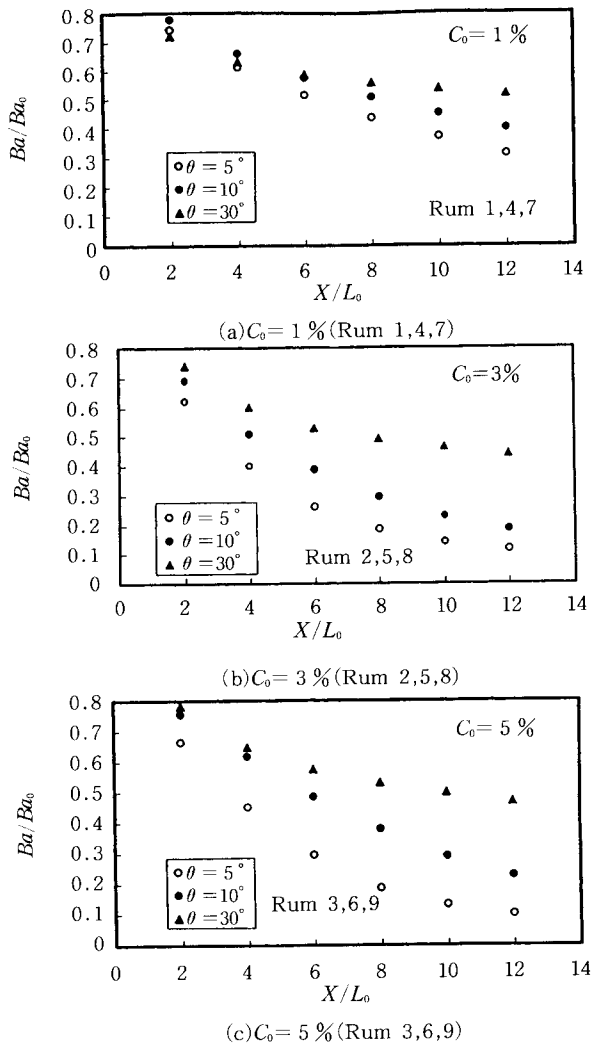 0.8
0.7
0.6
0.5
0.4
0.3
0.2
0.1
0
Ba/Ba₀
C₀=1%
○ θ=5°
● θ=10°
▲ θ=30°
Rum 1,4,7
0 2 4 6 8 10 12 14
X/L₀
(a)C₀=1%(Rum 1,4,7)
0.8
0.7
0.6
0.5
0.4
0.3
0.2
0.1
0
Ba/Ba₀
C₀=3%
○ θ=5°
● θ=10°
▲ θ=30°
Rum 2,5,8
0 2 4 6 8 10 12 14
X/L₀
(b)C₀=3%(Rum 2,5,8)
0.8
0.7
0.6
0.5
0.4
0.3
0.2
0.1
0
Ba/Ba₀
C₀=5%
○ θ=5°
● θ=10°
▲ θ=30°
Rum 3,6,9
0 2 4 6 8 10 12 14
X/L₀
(c)C₀=5%(Rum 3,6,9)